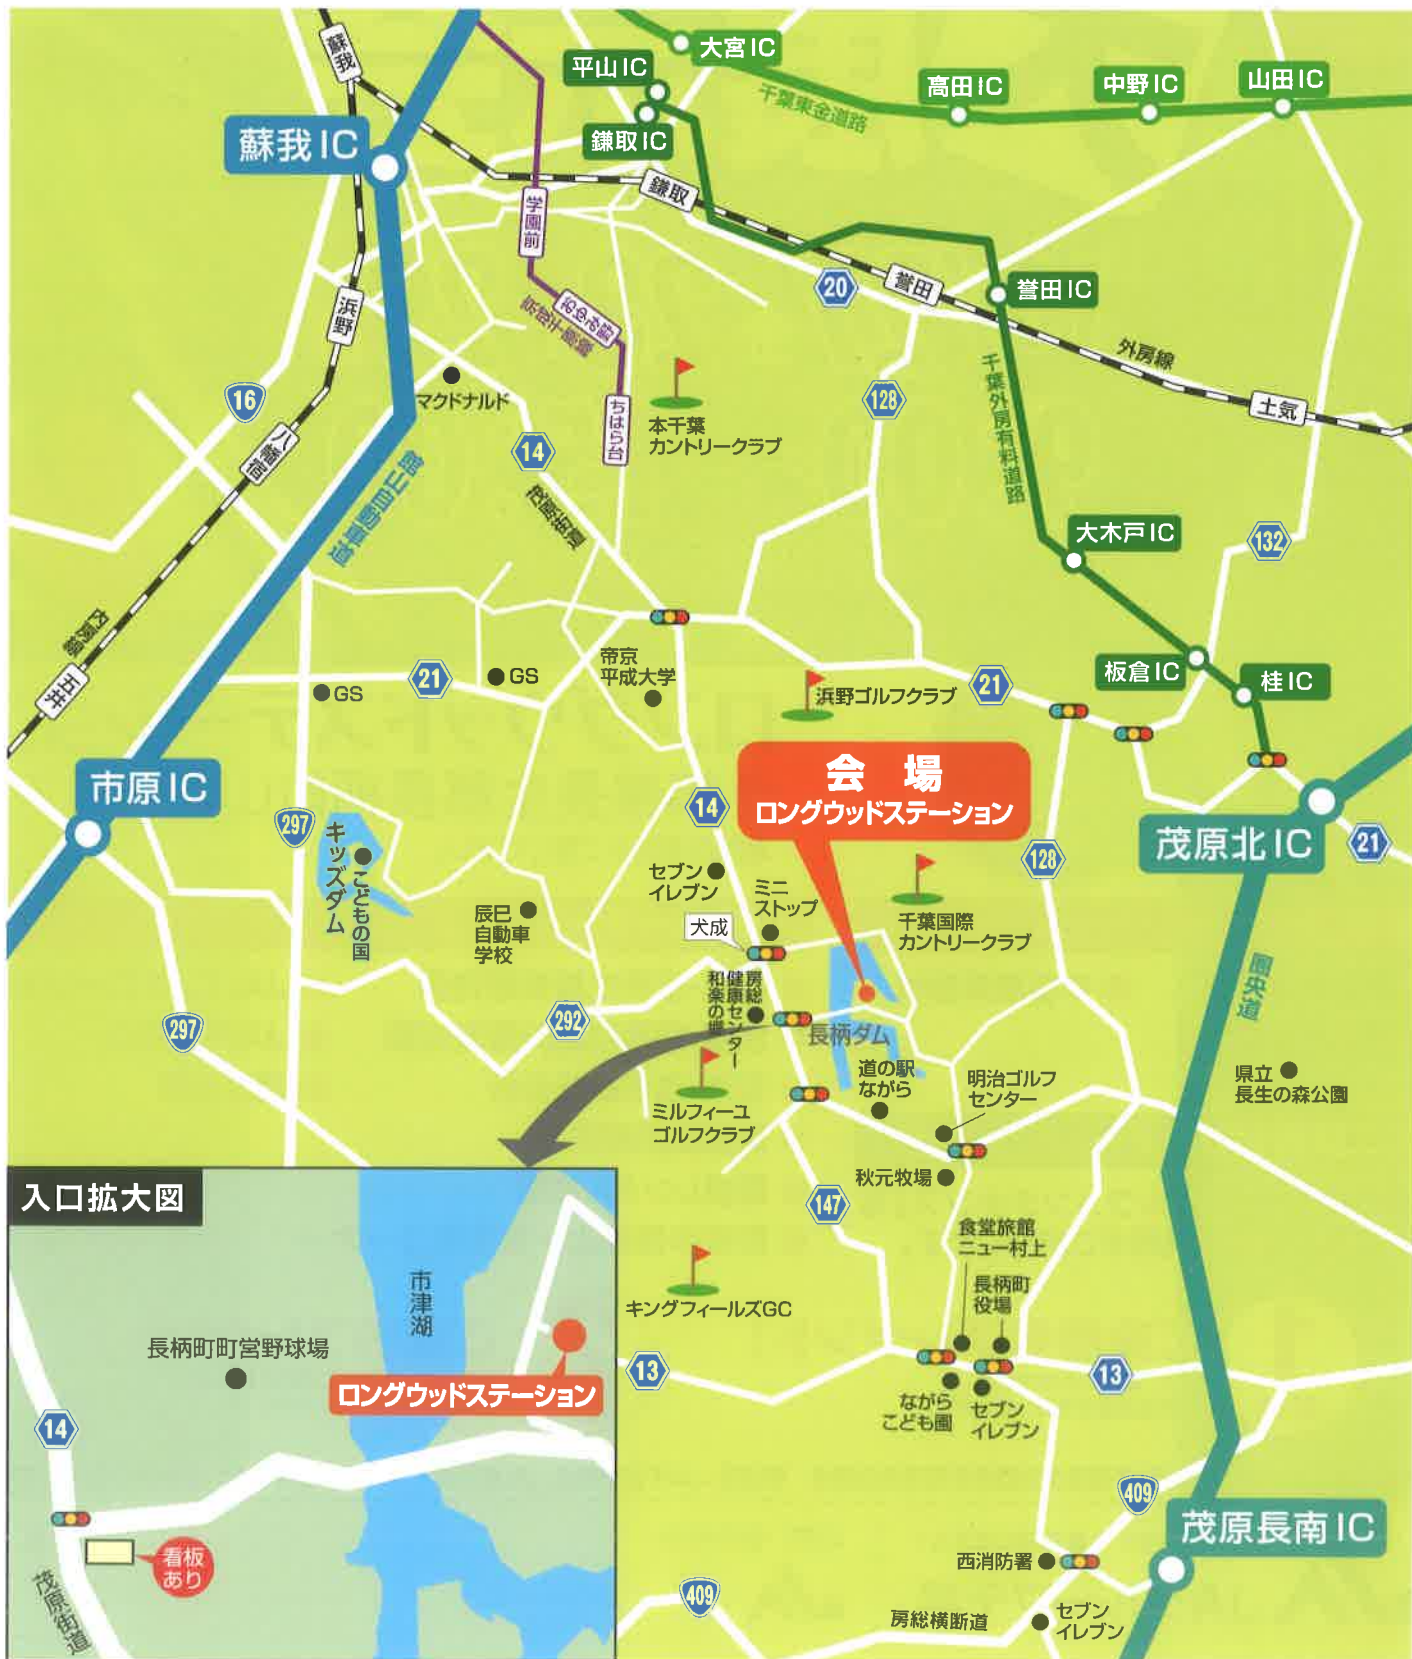 蘇我
大宮IC
平山IC
高田IC
中野IC
山田IC
千葉東金道路
蘇我IC
鎌取IC
鎌取
学園前
20
誉田
誉田IC
おゆみ野
京成千原線
浜野
外房線
千葉外房有料道路
マクドナルド
16
128
土気
ちはら台
本千葉
カントリークラブ
八幡宿
14
館山自動車道
茂原街道
大木戸IC
132
内房線
五井
帝京
平成大学
21
GS
GS
浜野ゴルフクラブ
21
板倉IC
桂IC
市原IC
会 場
ロングウッドステーション
297
14
キッズダム
こどもの国
128
茂原北IC
21
セブン
イレブン
ミニ
ストップ
辰巳
自動車
学校
犬成
千葉国際
カントリークラブ
圏央道
297
292
房総
健康センター
和楽の郷
長柄ダム
道の駅
ながら
明治ゴルフ
センター
県立
長生の森公園
ミルフィーユ
ゴルフクラブ
秋元牧場
147
食堂旅館
ニュー村上
長柄町
役場
キングフィールズGC
13
13
ながら
こども園
セブン
イレブン
409
茂原長南IC
西消防署
409
房総横断道
セブン
イレブン
入口拡大図
市津湖
長柄町町営野球場
ロングウッドステーション
14
看板
あり
茂原街道